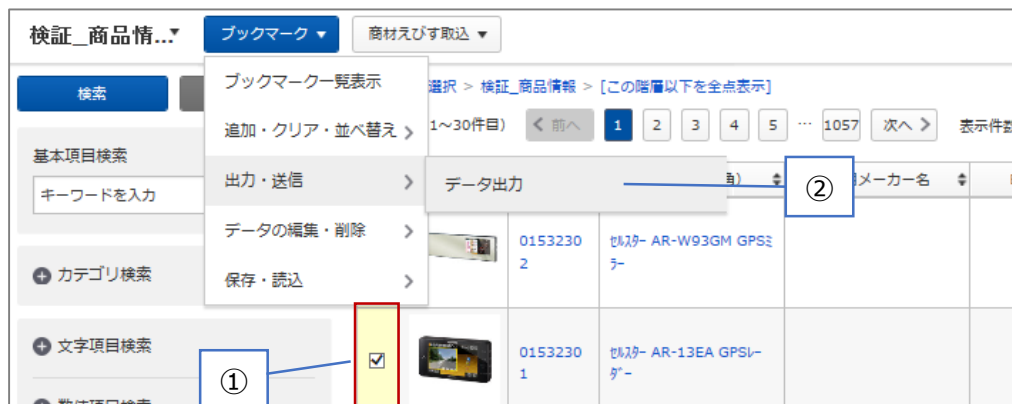 検証_商品情... ブックマーク 商材えびす取込
検索
選択 > 検証_商品情報 > [この階層以下を全点表示]
1～30件目) 前へ 1 2 3 4 5 … 1057 次へ 表示件数
基本項目検索
キーワードを入力
カテゴリ検索
文字項目検索
数値項目検索
ブックマーク一覧表示
追加・クリア・並べ替え
出力・送信
データの編集・削除
保存・読込
データ出力
②
メーカー名
0153230
2
ｾﾙｽﾀｰ AR-W93GM GPSﾐ
ﾗｰ
①
0153230
1
ｾﾙｽﾀｰ AR-13EA GPSﾚｰ
ﾀﾞｰ